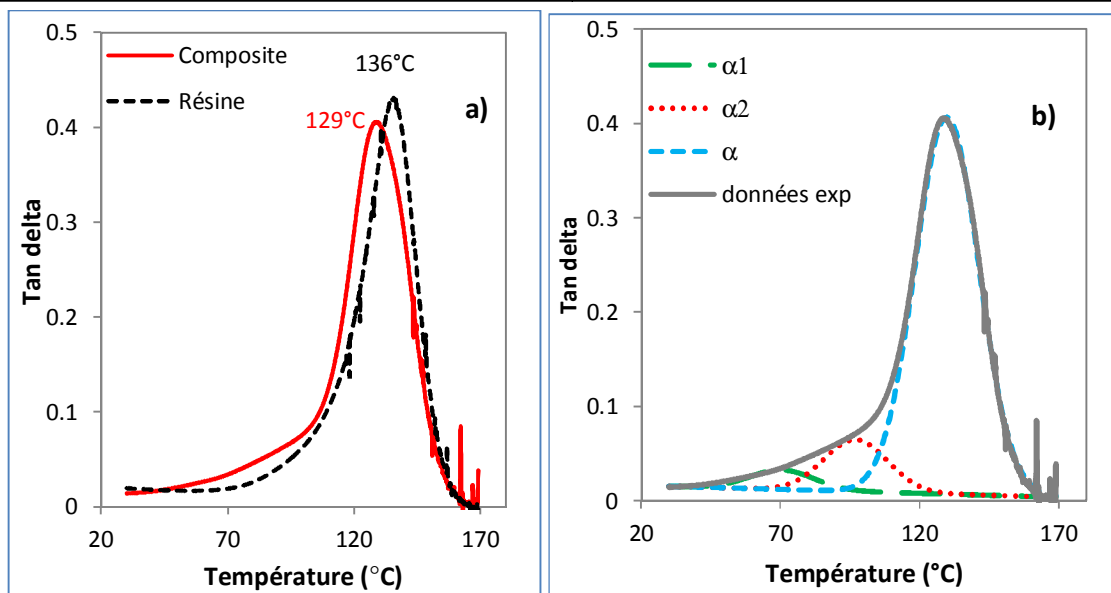 0.5
0.4
0.3
0.2
0.1
0
20
70
120
170
Tan delta
Température (°C)
Composite
Résine
136°C
129°C
a)
0.5
0.4
0.3
0.2
0.1
0
20
70
120
170
Tan delta
Température (°C)
α1
α2
α
données exp
b)